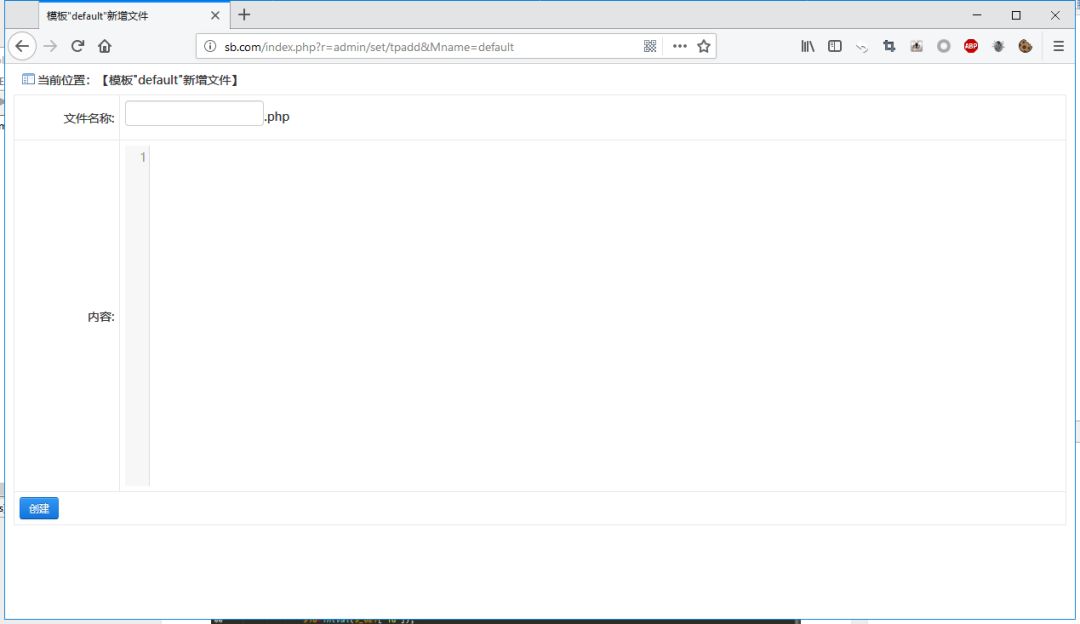 模板"default"新增文件
sb.com/index.php?r=admin/set/tpadd&Mname=default
ABP
当前位置：【模板"default"新增文件】
文件名称: .php
1
内容:
创建